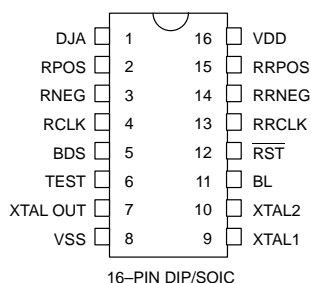 DJA 1 16 VDD
RPOS 2 15 RRPOS
RNEG 3 14 RRNEG
RCLK 4 13 RRCLK
BDS 5 12 R̅S̅T̅
TEST 6 11 BL
XTAL OUT 7 10 XTAL2
VSS 8 9 XTAL1
16–PIN DIP/SOIC